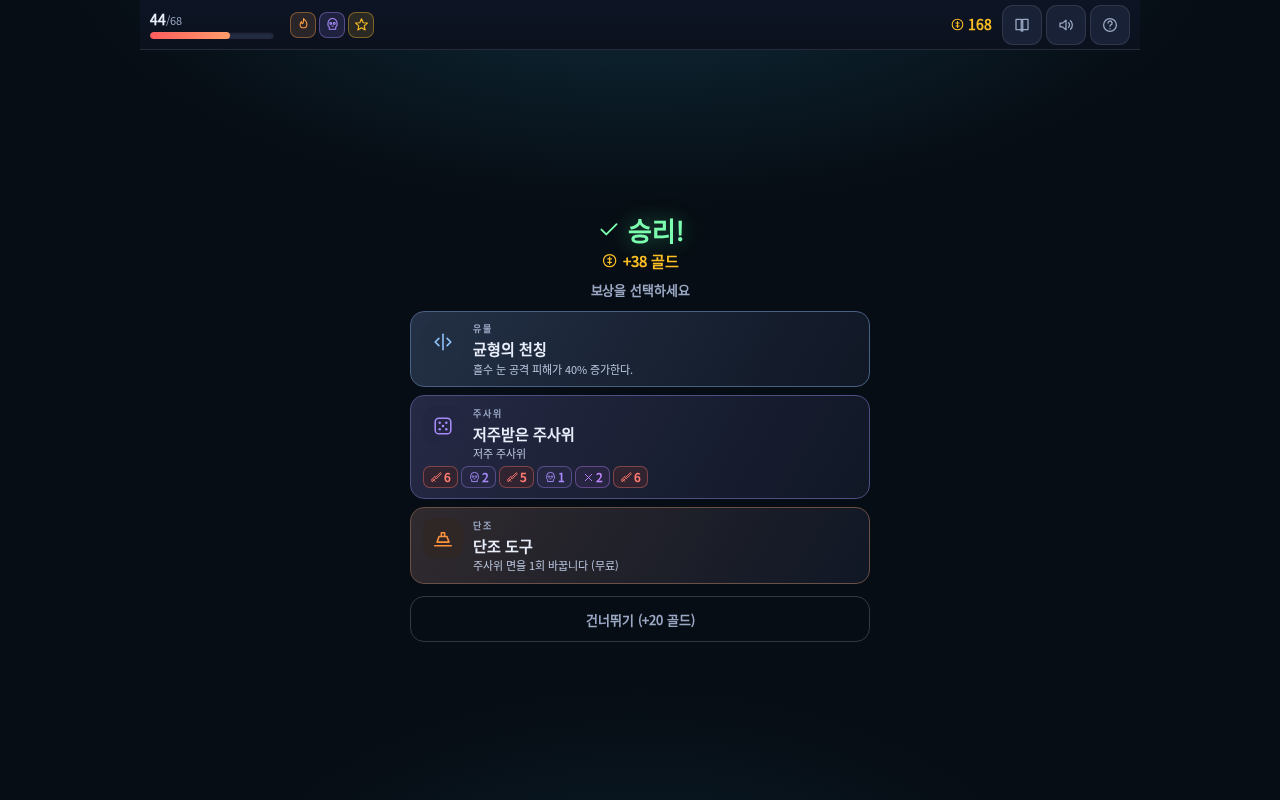 44/68
168
승리!
+38 골드
보상을 선택하세요
유물
균형의 천칭
홀수 눈 공격 피해가 40% 증가한다.
주사위
저주받은 주사위
저주 주사위
6 2 5 1 2 6
단조
단조 도구
주사위 면을 1회 바꿉니다 (무료)
건너뛰기 (+20 골드)